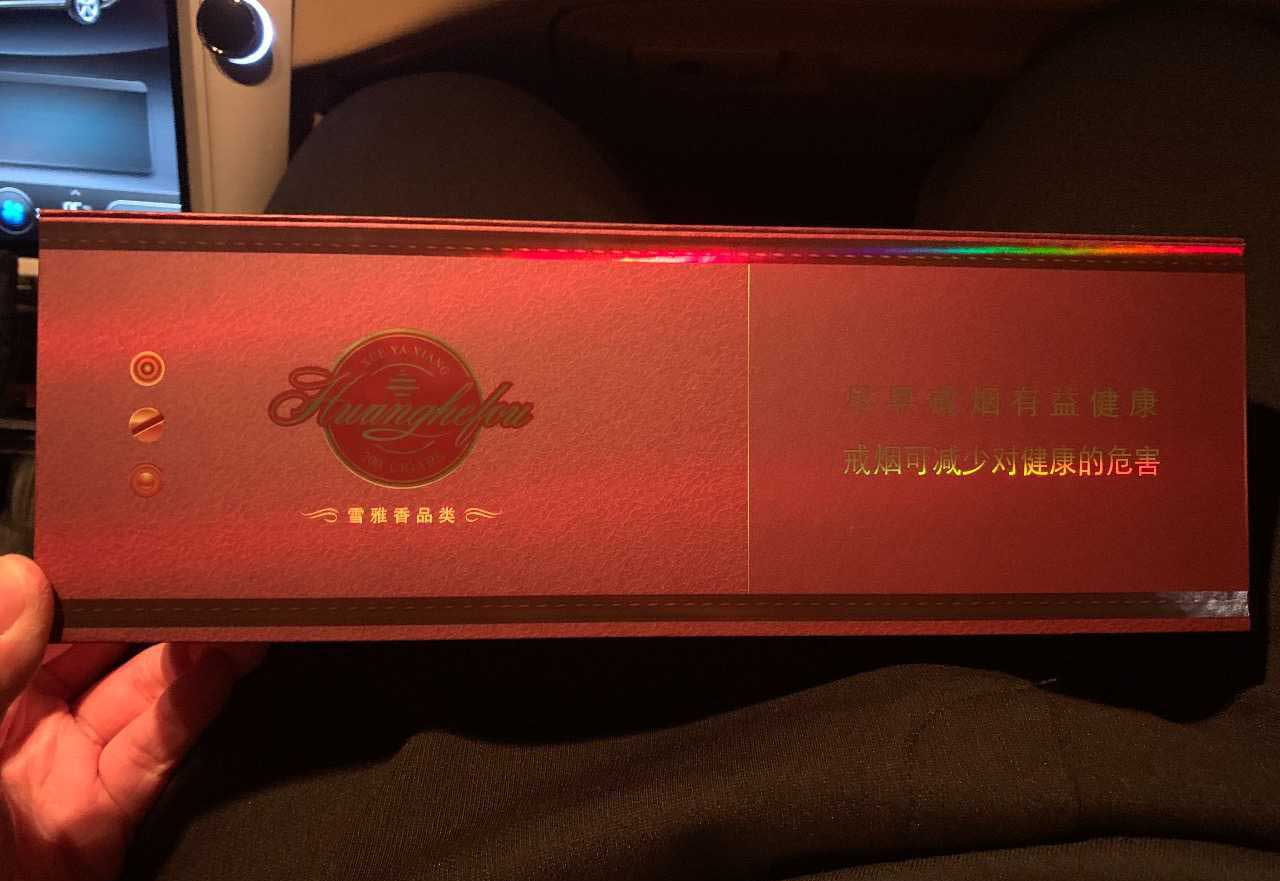 XUE YA XIANG
Huanghelou
雪雅香品类
尽早戒烟有益健康
戒烟可减少对健康的危害